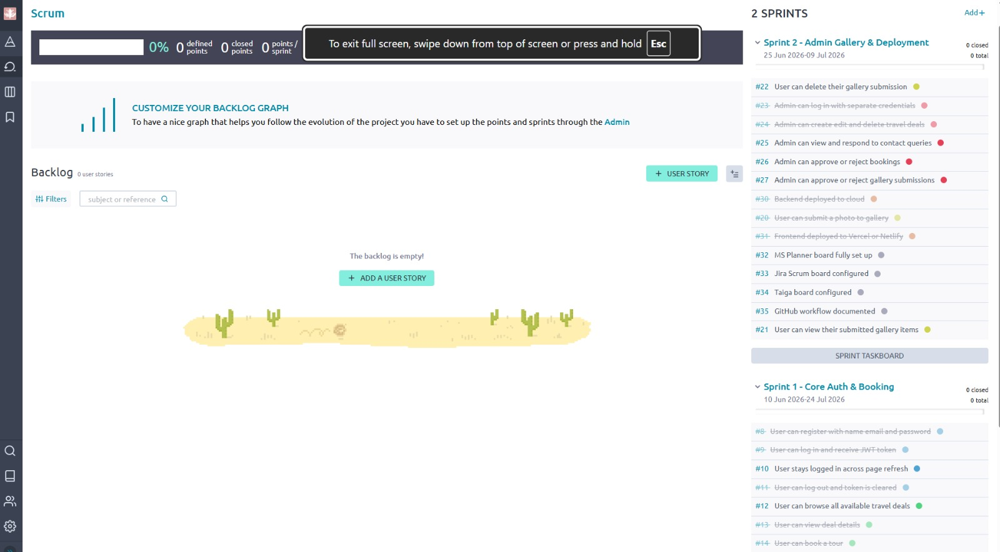 Scrum
0%
0 defined points
0 closed points
0 points / sprint
To exit full screen, swipe down from top of screen or press and hold Esc
CUSTOMIZE YOUR BACKLOG GRAPH
To have a nice graph that helps you follow the evolution of the project you have to set up the points and sprints through the Admin
Backlog 0 user stories
+ USER STORY
Filters
subject or reference
The backlog is empty!
+ ADD A USER STORY
2 SPRINTS
Add+
Sprint 2 - Admin Gallery & Deployment
0 closed
25 Jun 2026-09 Jul 2026
0 total
#22 User can delete their gallery submission
#23 Admin can log in with separate credentials
#24 Admin can create edit and delete travel deals
#25 Admin can view and respond to contact queries
#26 Admin can approve or reject bookings
#27 Admin can approve or reject gallery submissions
#30 Backend deployed to cloud
#20 User can submit a photo to gallery
#31 Frontend deployed to Vercel or Netlify
#32 MS Planner board fully set up
#33 Jira Scrum board configured
#34 Taiga board configured
#35 GitHub workflow documented
#21 User can view their submitted gallery items
SPRINT TASKBOARD
Sprint 1 - Core Auth & Booking
0 closed
10 Jun 2026-24 Jul 2026
0 total
#8 User can register with name email and password
#9 User can log in and receive JWT token
#10 User stays logged in across page refresh
#11 User can log out and token is cleared
#12 User can browse all available travel deals
#13 User can view deal details
#14 User can book a tour